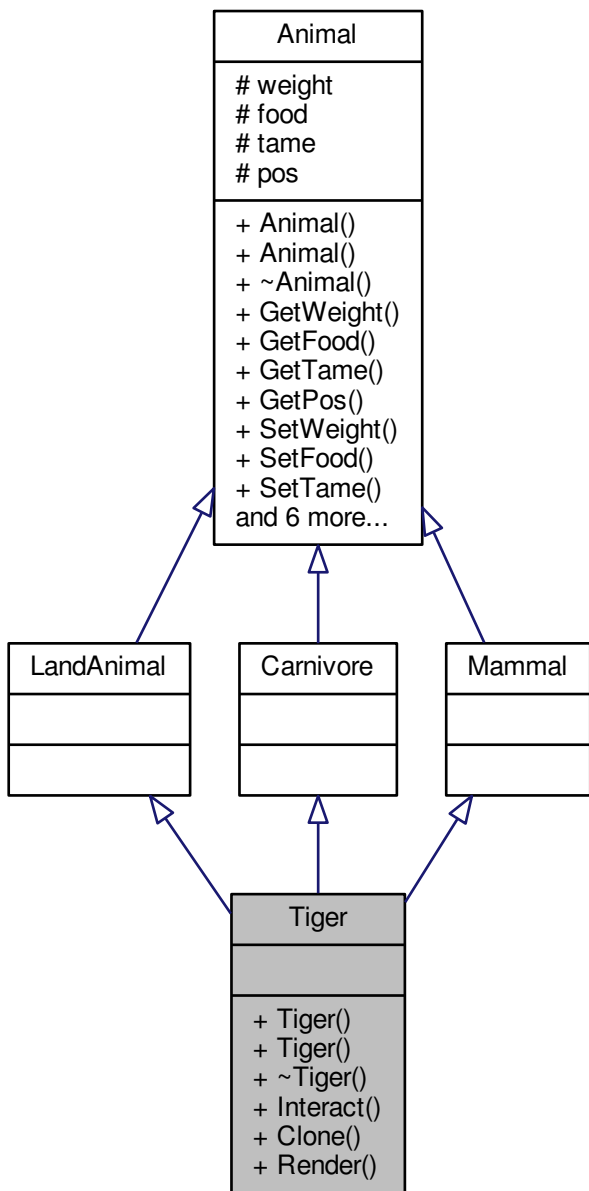 Animal
# weight
# food
# tame
# pos
+ Animal()
+ Animal()
+ ~Animal()
+ GetWeight()
+ GetFood()
+ GetTame()
+ GetPos()
+ SetWeight()
+ SetFood()
+ SetTame()
and 6 more...
LandAnimal
Carnivore
Mammal
Tiger
+ Tiger()
+ Tiger()
+ ~Tiger()
+ Interact()
+ Clone()
+ Render()